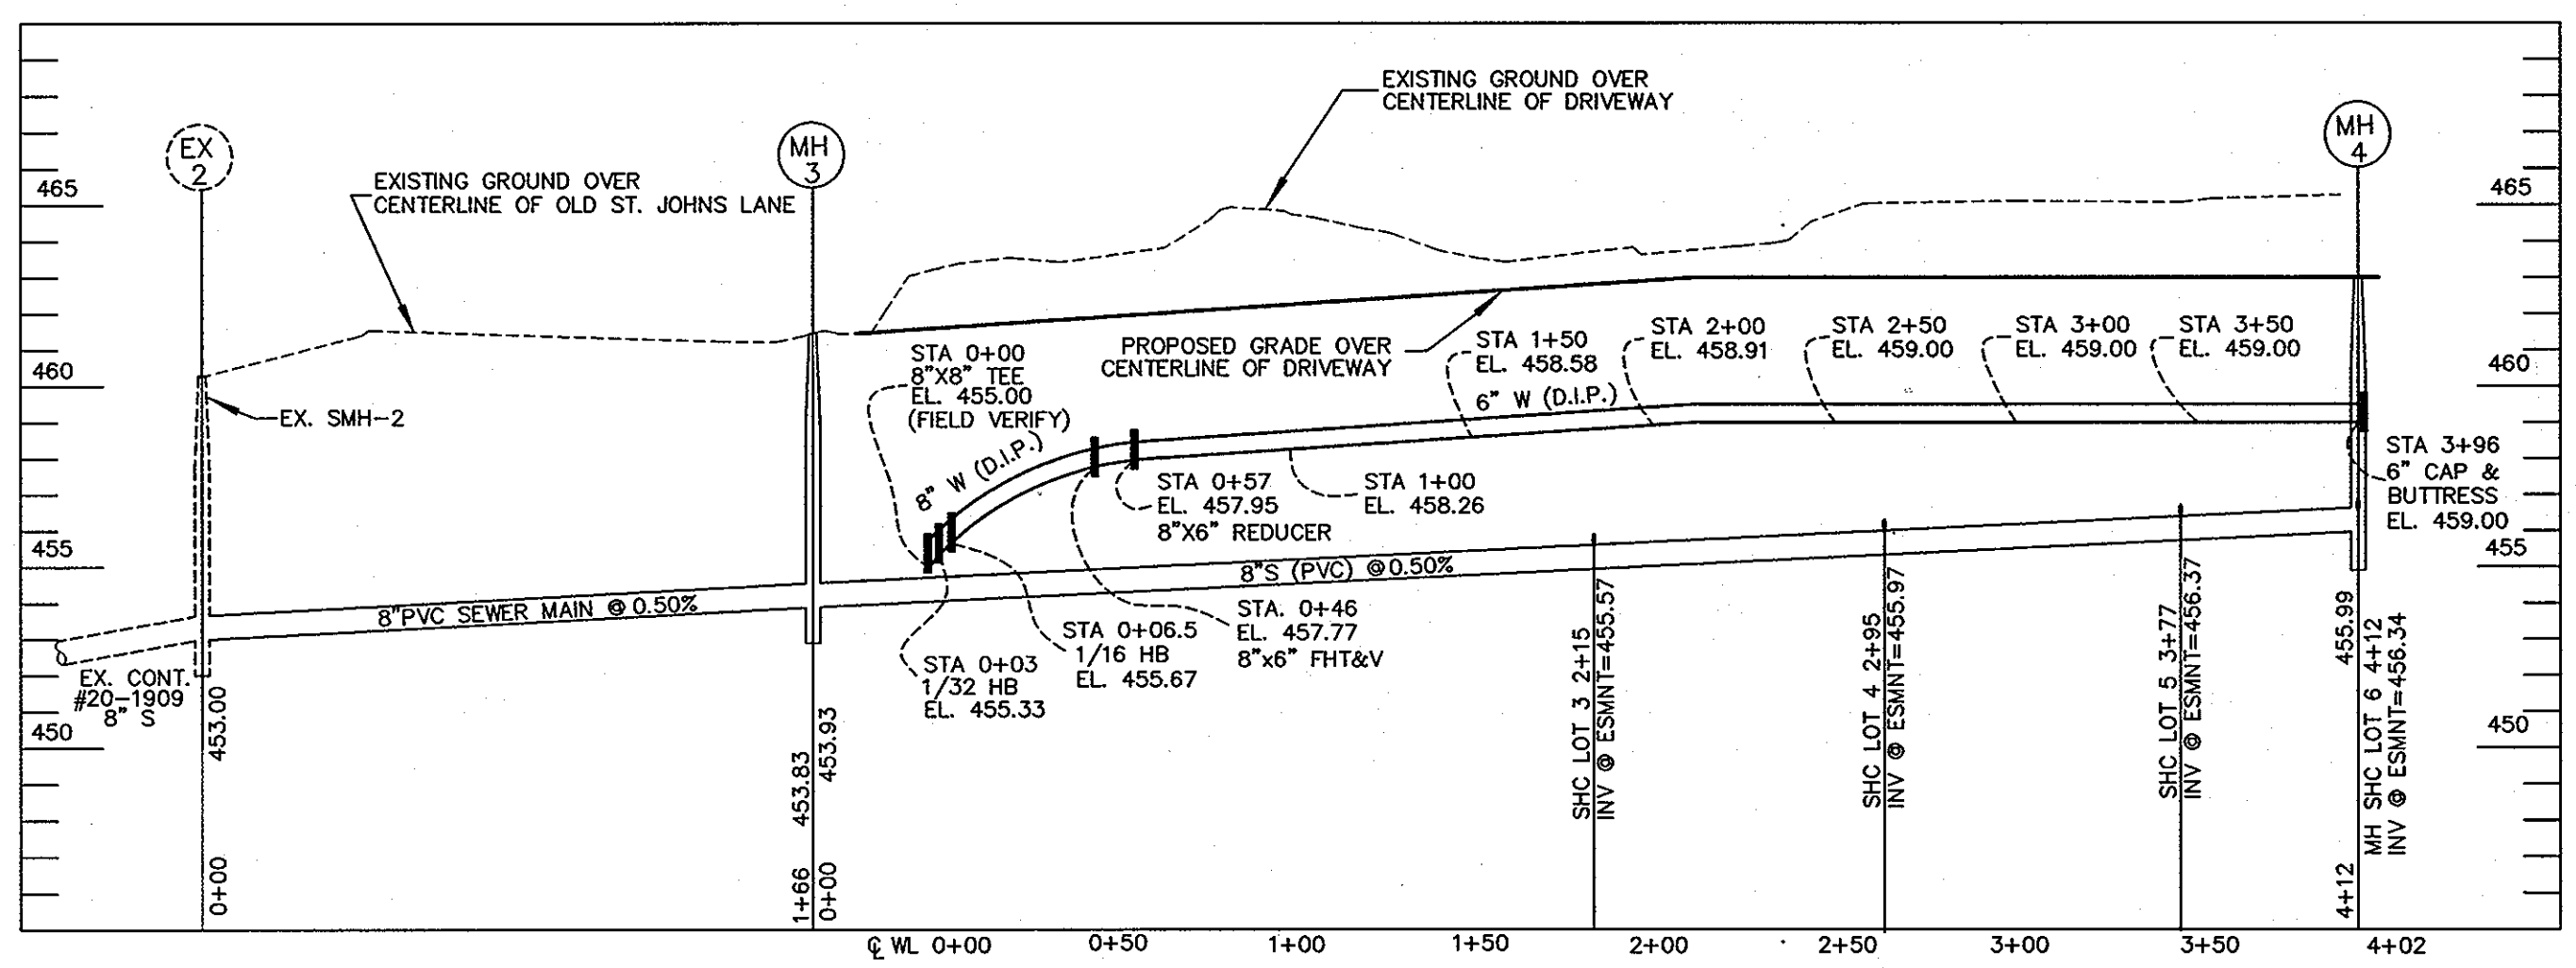 EXISTING GROUND OVER
CENTERLINE OF DRIVEWAY
EX
2
MH
3
MH
4
EXISTING GROUND OVER
CENTERLINE OF OLD ST. JOHNS LANE
465
465
460
460
455
455
450
450
EX. SMH-2
STA 0+00
8"X8" TEE
EL. 455.00
(FIELD VERIFY)
PROPOSED GRADE OVER
CENTERLINE OF DRIVEWAY
STA 1+50
EL. 458.58
STA 2+00
EL. 458.91
STA 2+50
EL. 459.00
STA 3+00
EL. 459.00
STA 3+50
EL. 459.00
6" W (D.I.P.)
8" W (D.I.P.)
STA 0+57
EL. 457.95
8"X6" REDUCER
STA 1+00
EL. 458.26
STA 3+96
6" CAP &
BUTTRESS
EL. 459.00
8"PVC SEWER MAIN @ 0.50%
8"S (PVC) @ 0.50%
STA. 0+46
EL. 457.77
8"x6" FHT&V
STA 0+06.5
1/16 HB
EL. 455.67
STA 0+03
1/32 HB
EL. 455.33
EX. CONT.
#20-1909
8" S
453.00
0+00
453.83
1+66
453.93
0+00
SHC LOT 3 2+15
INV @ ESMNT=455.57
SHC LOT 4 2+95
INV @ ESMNT=455.97
SHC LOT 5 3+77
INV @ ESMNT=456.37
455.99
4+12
MH SHC LOT 6 4+12
INV @ ESMNT=456.34
℄ WL 0+00
0+50
1+00
1+50
2+00
2+50
3+00
3+50
4+02